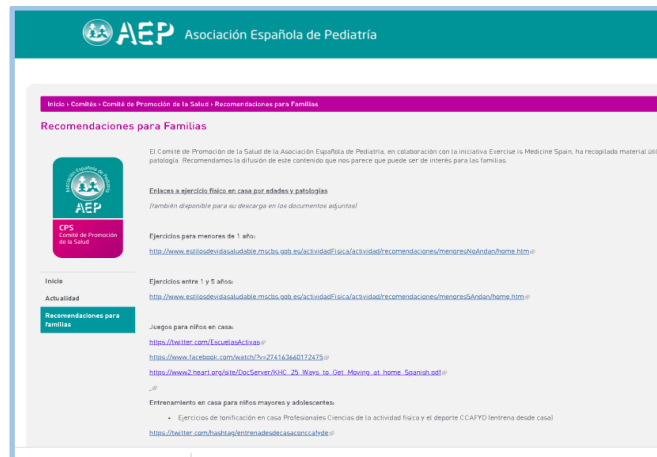 AEP Asociación Española de Pediatría
Inicio › Comités › Comité de Promoción de la Salud › Recomendaciones para Familias
Recomendaciones para Familias
El Comité de Promoción de la Salud de la Asociación Española de Pediatría, en colaboración con la iniciativa Exercise is Medicine Spain, ha recopilado material útil
patología. Recomendamos la difusión de este contenido que nos parece que puede ser de interés para las familias.
Asociación Española de Pediatría
AEP
CPS
Comité de Promoción
de la Salud
Enlaces a ejercicio físico en casa por edades y patologías
(también disponible para su descarga en los documentos adjuntos)
Ejercicios para menores de 1 año:
http://www.estilosdevidasaludable.mscbs.gob.es/actividadFisica/actividad/recomendaciones/menoresNoAndan/home.htm
Inicio
Actualidad
Recomendaciones para
familias
Ejercicios entre 1 y 5 años:
http://www.estilosdevidasaludable.mscbs.gob.es/actividadFisica/actividad/recomendaciones/menores5Andan/home.htm
Juegos para niños en casa:
https://twitter.com/EscuelasActivas
https://www.facebook.com/watch/?v=274163660172475
https://www2.heart.org/site/DocServer/KHC_25_Ways_to_Get_Moving_at_home_Spanish.pdf
Entrenamiento en casa para niños mayores y adolescentes:
• Ejercicios de tonificación en casa Profesionales Ciencias de la actividad física y el deporte CCAFYD (entrena desde casa)
https://twitter.com/hashtag/entrenadesdecasaconccafyde